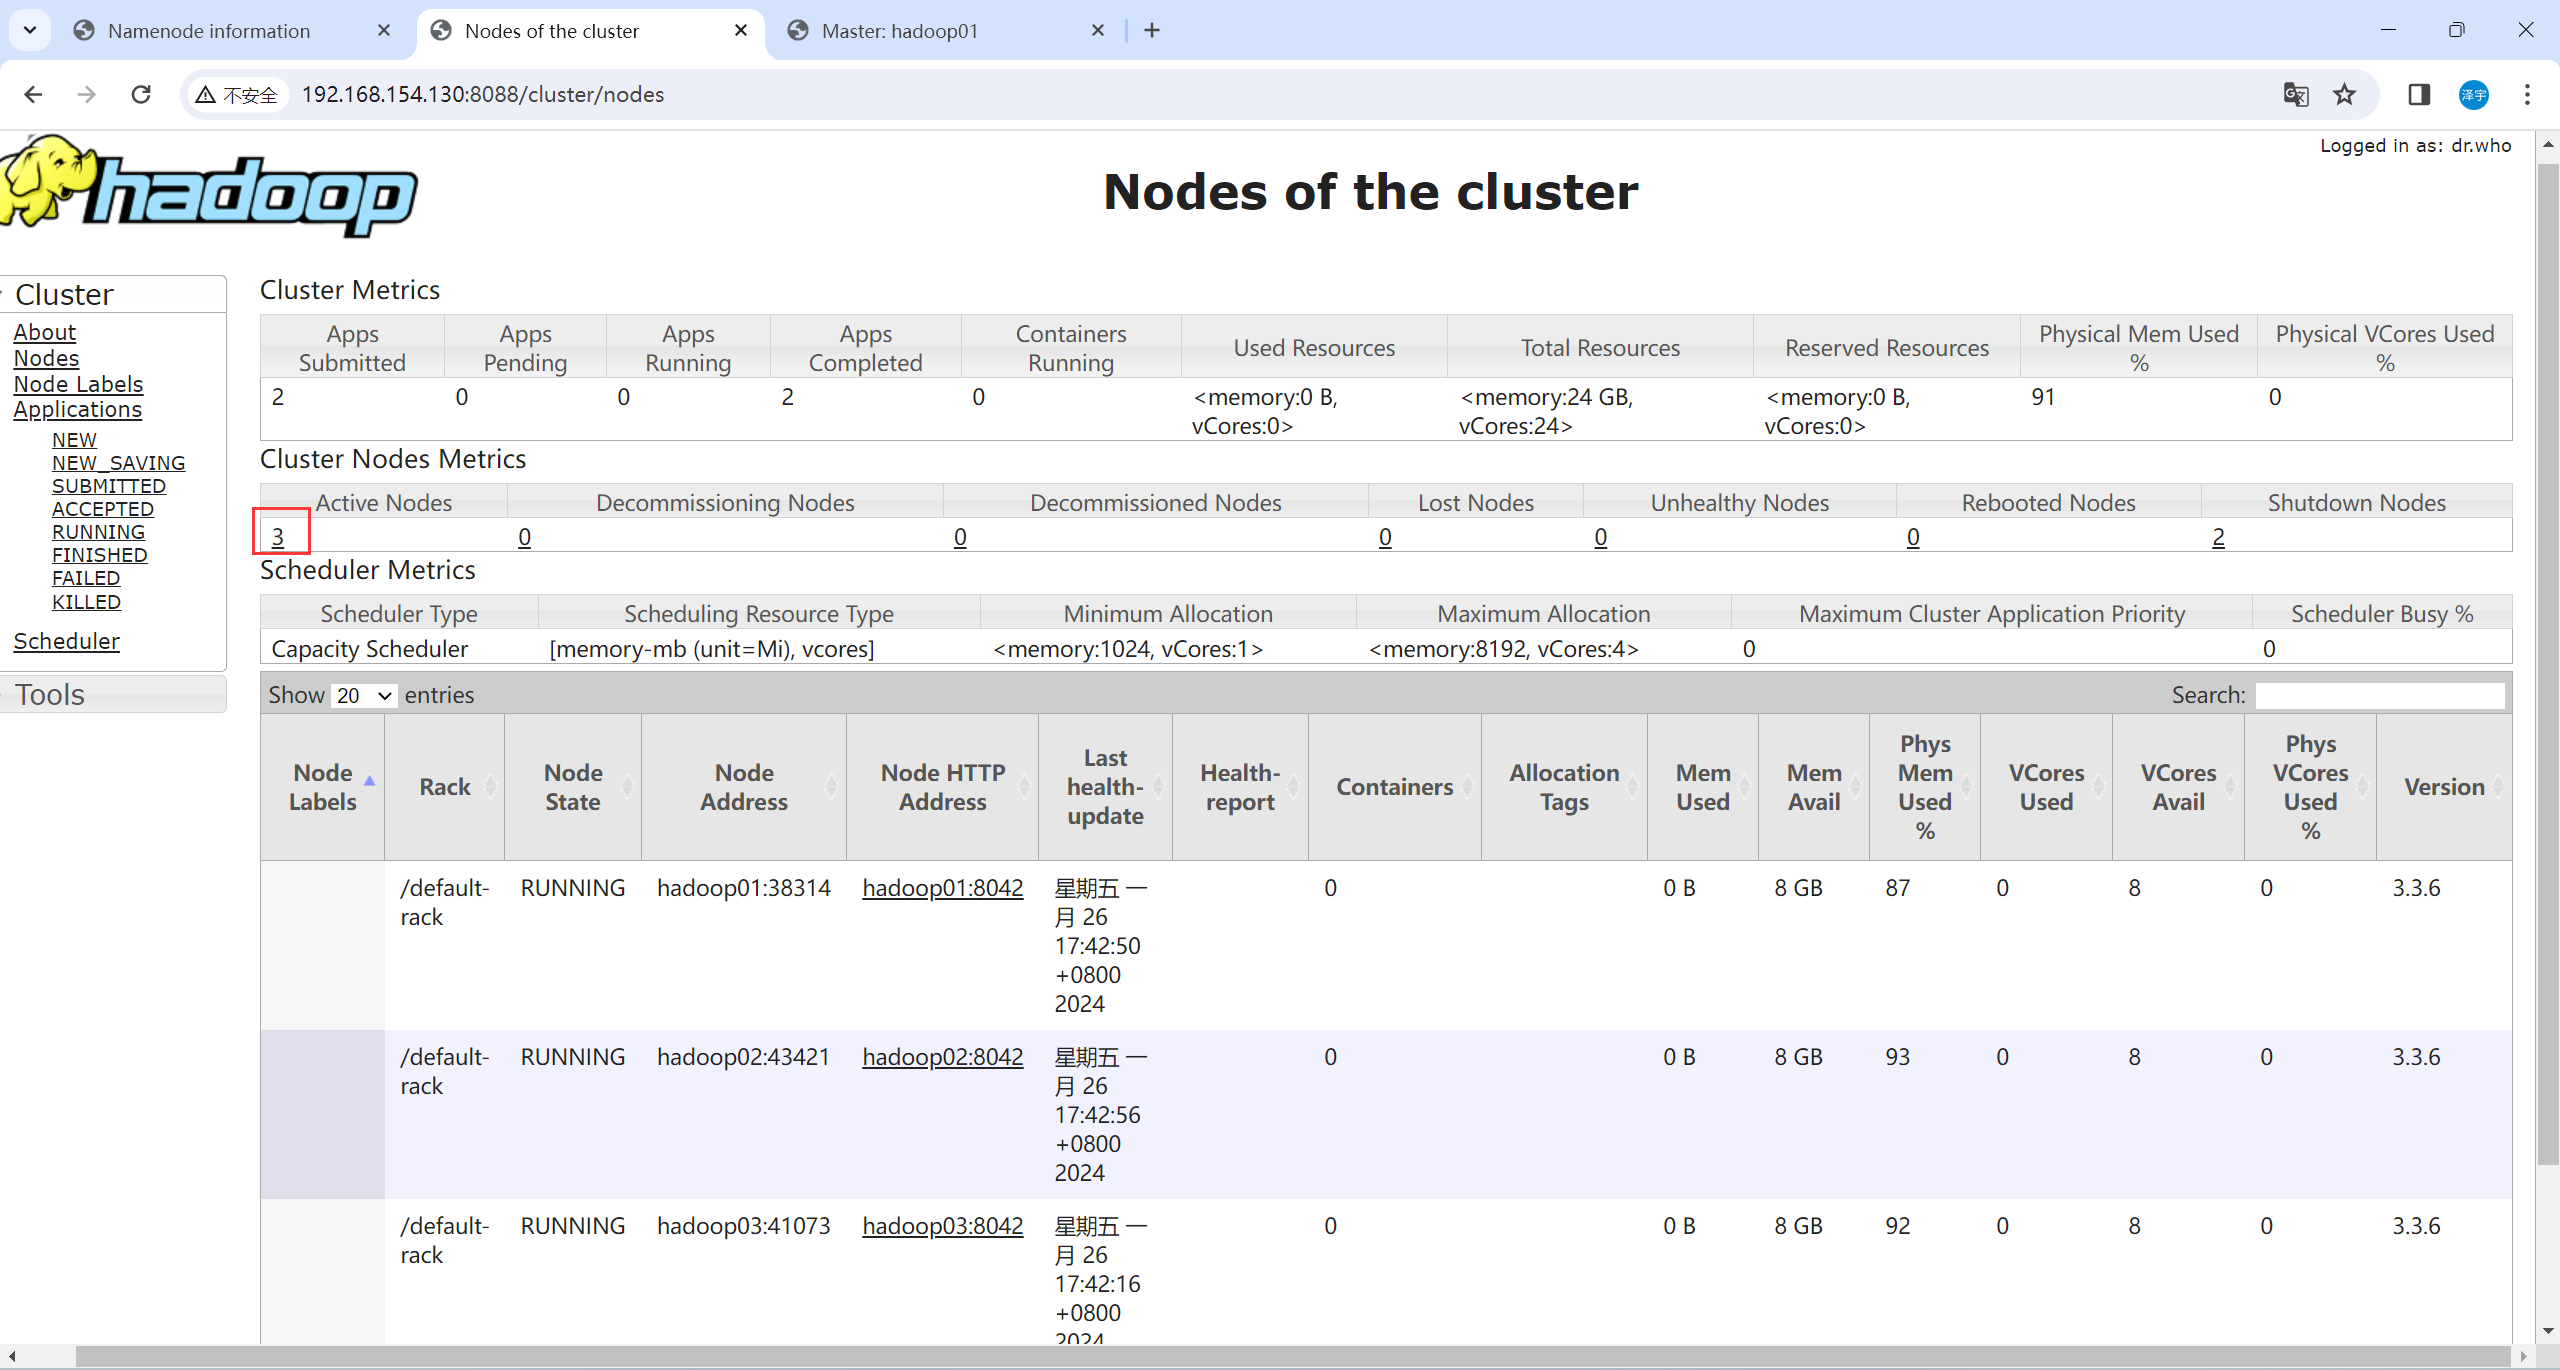 Namenode information
Nodes of the cluster
Master: hadoop01
不安全
192.168.154.130:8088/cluster/nodes
泽宇
Logged in as: dr.who
hadoop
Nodes of the cluster
Cluster
About
Nodes
Node Labels
Applications
NEW
NEW_SAVING
SUBMITTED
ACCEPTED
RUNNING
FINISHED
FAILED
KILLED
Scheduler
Tools
Cluster Metrics
Apps Submitted
Apps Pending
Apps Running
Apps Completed
Containers Running
Used Resources
Total Resources
Reserved Resources
Physical Mem Used %
Physical VCores Used %
2 0 0 2 0 <memory:0 B, vCores:0> <memory:24 GB, vCores:24> <memory:0 B, vCores:0> 91 0
Cluster Nodes Metrics
Active Nodes Decommissioning Nodes Decommissioned Nodes Lost Nodes Unhealthy Nodes Rebooted Nodes Shutdown Nodes
3 0 0 0 0 0 2
Scheduler Metrics
Scheduler Type Scheduling Resource Type Minimum Allocation Maximum Allocation Maximum Cluster Application Priority Scheduler Busy %
Capacity Scheduler [memory-mb (unit=Mi), vcores] <memory:1024, vCores:1> <memory:8192, vCores:4> 0 0
Show 20 entries
Search:
Node Labels
Rack
Node State
Node Address
Node HTTP Address
Last health-update
Health-report
Containers
Allocation Tags
Mem Used
Mem Avail
Phys Mem Used %
VCores Used
VCores Avail
Phys VCores Used %
Version
/default-rack RUNNING hadoop01:38314 hadoop01:8042 星期五 一月 26 17:42:50 +0800 2024 0 0 B 8 GB 87 0 8 0 3.3.6
/default-rack RUNNING hadoop02:43421 hadoop02:8042 星期五 一月 26 17:42:56 +0800 2024 0 0 B 8 GB 93 0 8 0 3.3.6
/default-rack RUNNING hadoop03:41073 hadoop03:8042 星期五 一月 26 17:42:16 +0800 2024 0 0 B 8 GB 92 0 8 0 3.3.6